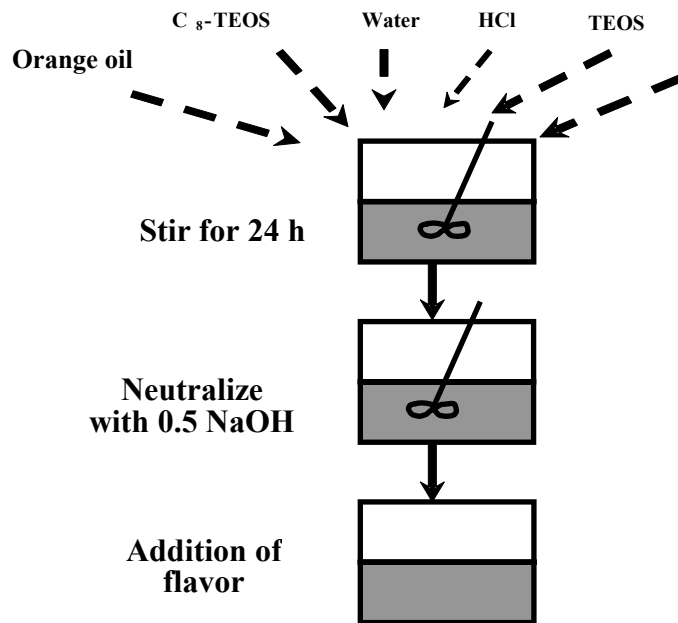 C 8-TEOS Water HCl TEOS
Orange oil
Stir for 24 h
Neutralize
with 0.5 NaOH
Addition of
flavor